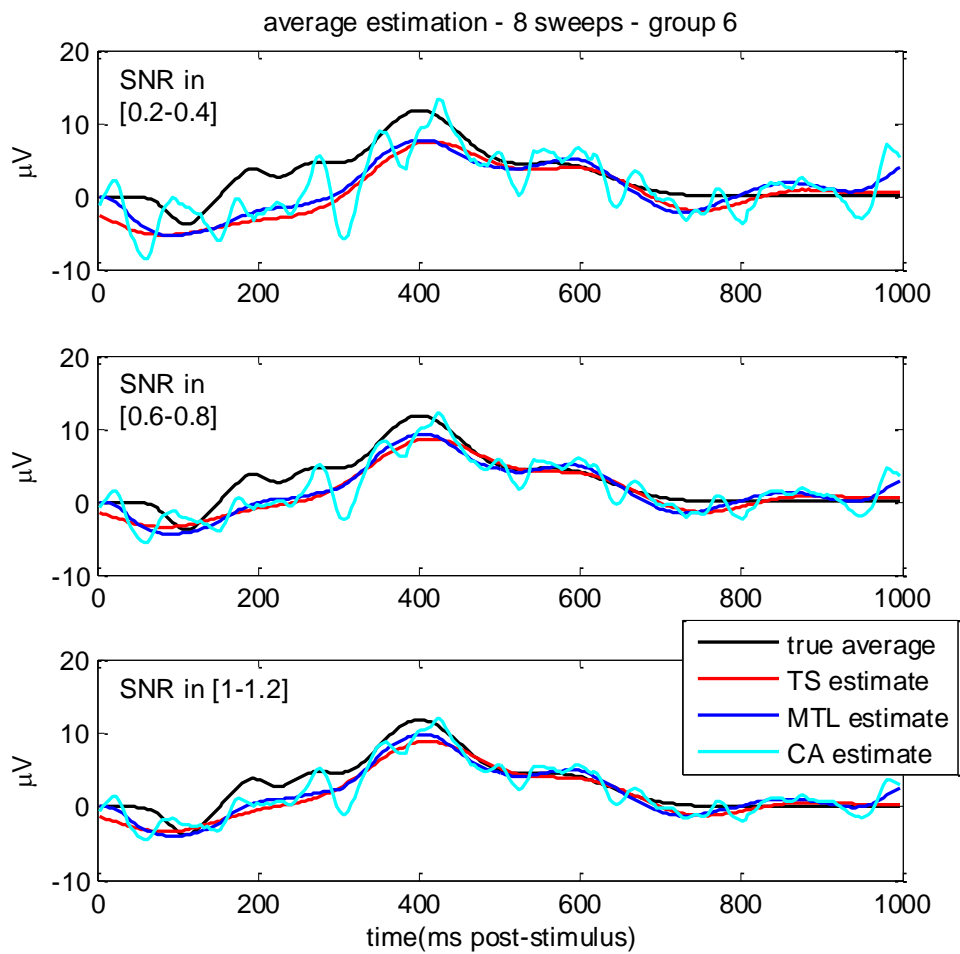 average estimation - 8 sweeps - group 6
20
10
0
-10
μV
SNR in
[0.2-0.4]
0
200
400
600
800
1000
20
10
0
-10
μV
SNR in
[0.6-0.8]
0
200
400
600
800
1000
20
10
0
-10
μV
SNR in [1-1.2]
true average
TS estimate
MTL estimate
CA estimate
0
200
400
600
800
1000
time(ms post-stimulus)